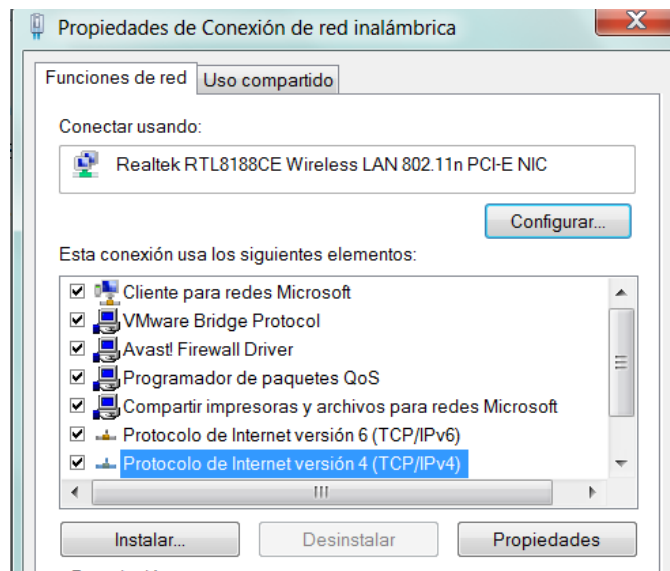 Propiedades de Conexión de red inalámbrica
Funciones de red
Uso compartido
Conectar usando:
Realtek RTL8188CE Wireless LAN 802.11n PCI-E NIC
Configurar...
Esta conexión usa los siguientes elementos:
Cliente para redes Microsoft
VMware Bridge Protocol
Avast! Firewall Driver
Programador de paquetes QoS
Compartir impresoras y archivos para redes Microsoft
Protocolo de Internet versión 6 (TCP/IPv6)
Protocolo de Internet versión 4 (TCP/IPv4)
Instalar...
Desinstalar
Propiedades